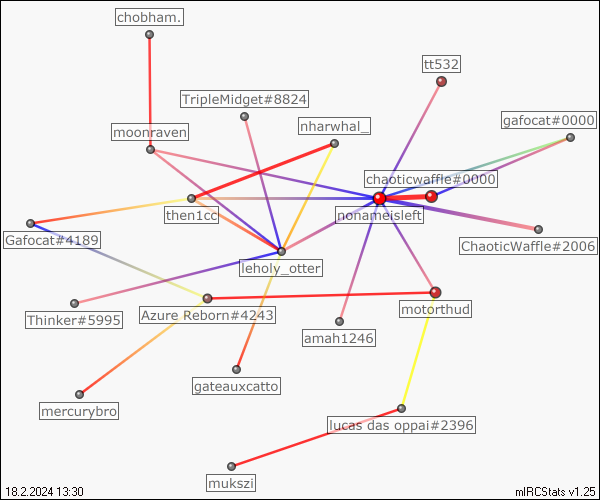 chobham.
tt532
TripleMidget#8824
gafocat#0000
nharwhal_
moonraven
chaoticwaffle#0000
then1cc
nonameisleft
Gafocat#4189
ChaoticWaffle#2006
leholy_otter
Azure Reborn#4243
motorthud
Thinker#5995
amah1246
gateauxcatto
mercurybro
lucas das oppai#2396
mukszi
18.2.2024 13:30
mIRCStats v1.25